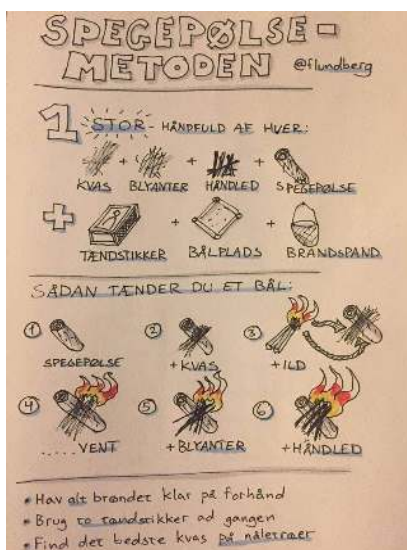 SPEGEPØLSE-
METODEN @flundberg
1 STOR HÅNDFULD AF HVER:
KVAS + BLYANTER + HÅNDLED + SPEGEPØLSE
+
TÆNDSTIKKER + BÅLPLADS + BRANDSPAND
SÅDAN TÆNDER DU ET BÅL:
① ② ③
SPEGEPØLSE +KVAS +ILD
④ ⑤ ⑥
.....VENT +BLYANTER +HÅNDLED
• Hav alt brændet klar på forhånd
• Brug to tændstikker ad gangen
• Find det bedste kvas på nåletræer